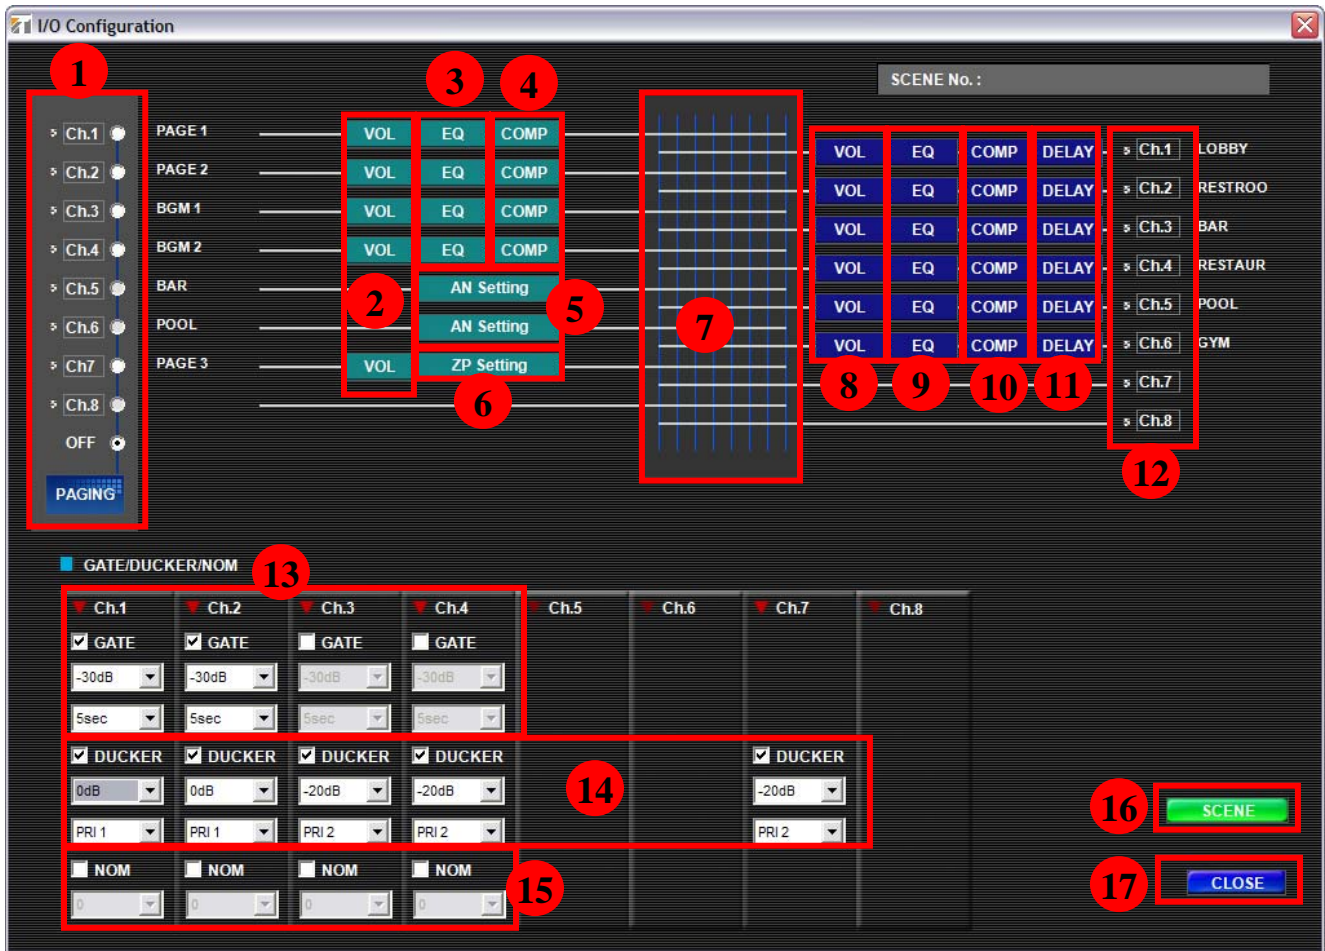 I/O Configuration
1
3
4
SCENE No. :
Ch.1 PAGE 1 VOL EQ COMP
VOL EQ COMP DELAY Ch.1 LOBBY
Ch.2 PAGE 2 VOL EQ COMP
VOL EQ COMP DELAY Ch.2 RESTROO
Ch.3 BGM 1 VOL EQ COMP
VOL EQ COMP DELAY Ch.3 BAR
Ch.4 BGM 2 VOL EQ COMP
VOL EQ COMP DELAY Ch.4 RESTAUR
Ch.5 BAR AN Setting
2
5
VOL EQ COMP DELAY Ch.5 POOL
Ch.6 POOL AN Setting
7
VOL EQ COMP DELAY Ch.6 GYM
Ch7 PAGE 3 VOL ZP Setting
8 9 10 11
Ch.7
Ch.8
6
Ch.8
OFF
12
PAGING
GATE/DUCKER/NOM
13
Ch.1 Ch.2 Ch.3 Ch.4 Ch.5 Ch.6 Ch.7 Ch.8
GATE GATE GATE GATE
-30dB -30dB -30dB -30dB
5sec 5sec 5sec 5sec
DUCKER DUCKER DUCKER DUCKER DUCKER
0dB 0dB -20dB -20dB 14 -20dB
16 SCENE
PRI 1 PRI 1 PRI 2 PRI 2 PRI 2
NOM NOM NOM NOM
15
17 CLOSE
0 0 0 0